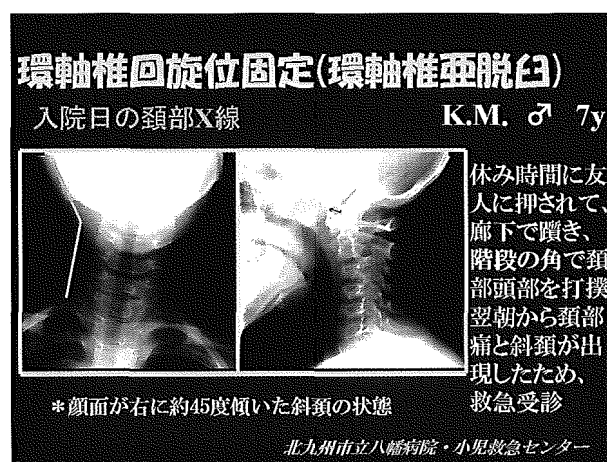 環軸椎回旋位固定(環軸椎亜脱臼)
入院日の頚部X線
K.M. ♂ 7y
休み時間に友
人に押されて、
廊下で躓き、
階段の角で頚
部頭部を打撲
翌朝から頚部
痛と斜頚が出
現したため、
救急受診
*顔面が右に約45度傾いた斜頚の状態
北九州市立八幡病院・小児救急センター